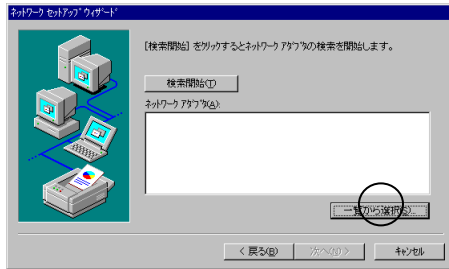 ネットワーク セットアップ ウィザード
[検索開始] をクリックするとネットワーク アダプタの検索を開始します。
検索開始(T)
ネットワーク アダプタ(A):
一覧から選択(S)...
< 戻る(B)
次へ(N) >
キャンセル